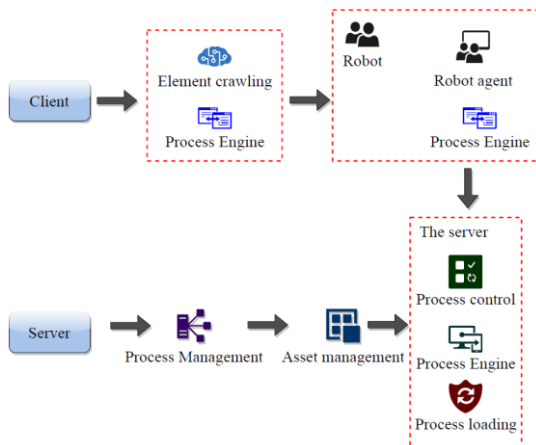 Client
Element crawling
Process Engine
Robot
Robot agent
Process Engine
The server
Process control
Process Engine
Process loading
Server
Process Management
Asset management